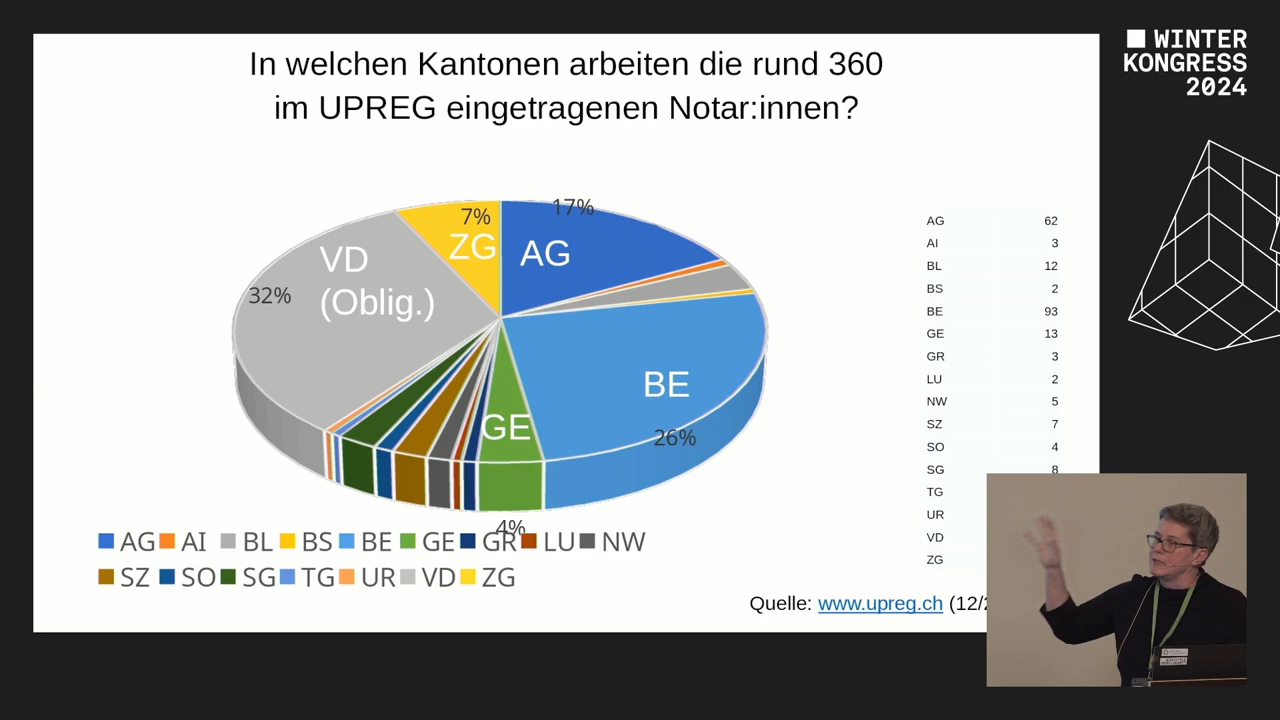 In welchen Kantonen arbeiten die rund 360
im UPREG eingetragenen Notar:innen?
WINTER
KONGRESS
2024
17%
7%
ZG
AG
VD
(Oblig.)
32%
BE
26%
GE
4%
AG AI BL BS BE GE GR LU NW
SZ SO SG TG UR VD ZG
AG 62
AI 3
BL 12
BS 2
BE 93
GE 13
GR 3
LU 2
NW 5
SZ 7
SO 4
SG 8
TG
UR
VD
ZG
Quelle: www.upreg.ch (12/2